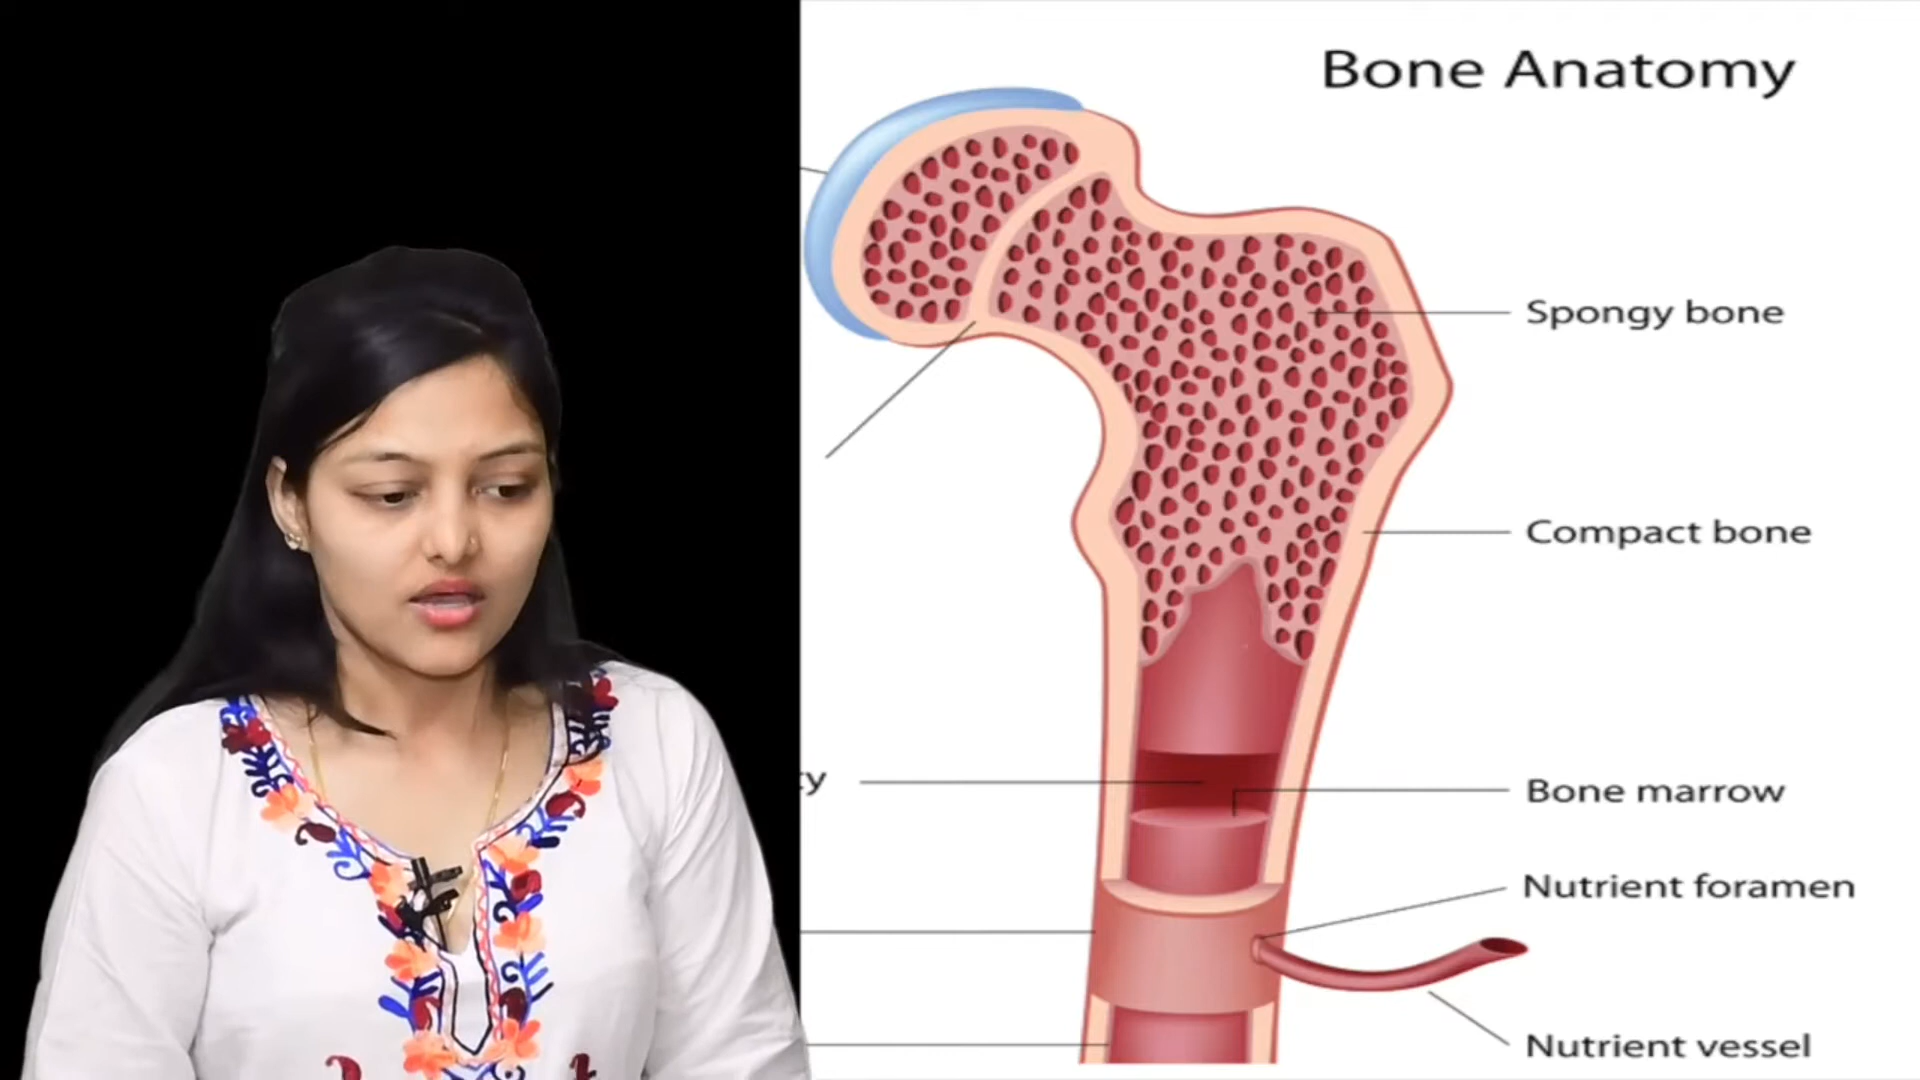 Bone Anatomy
Spongy bone
Compact bone
y
Bone marrow
Nutrient foramen
Nutrient vessel